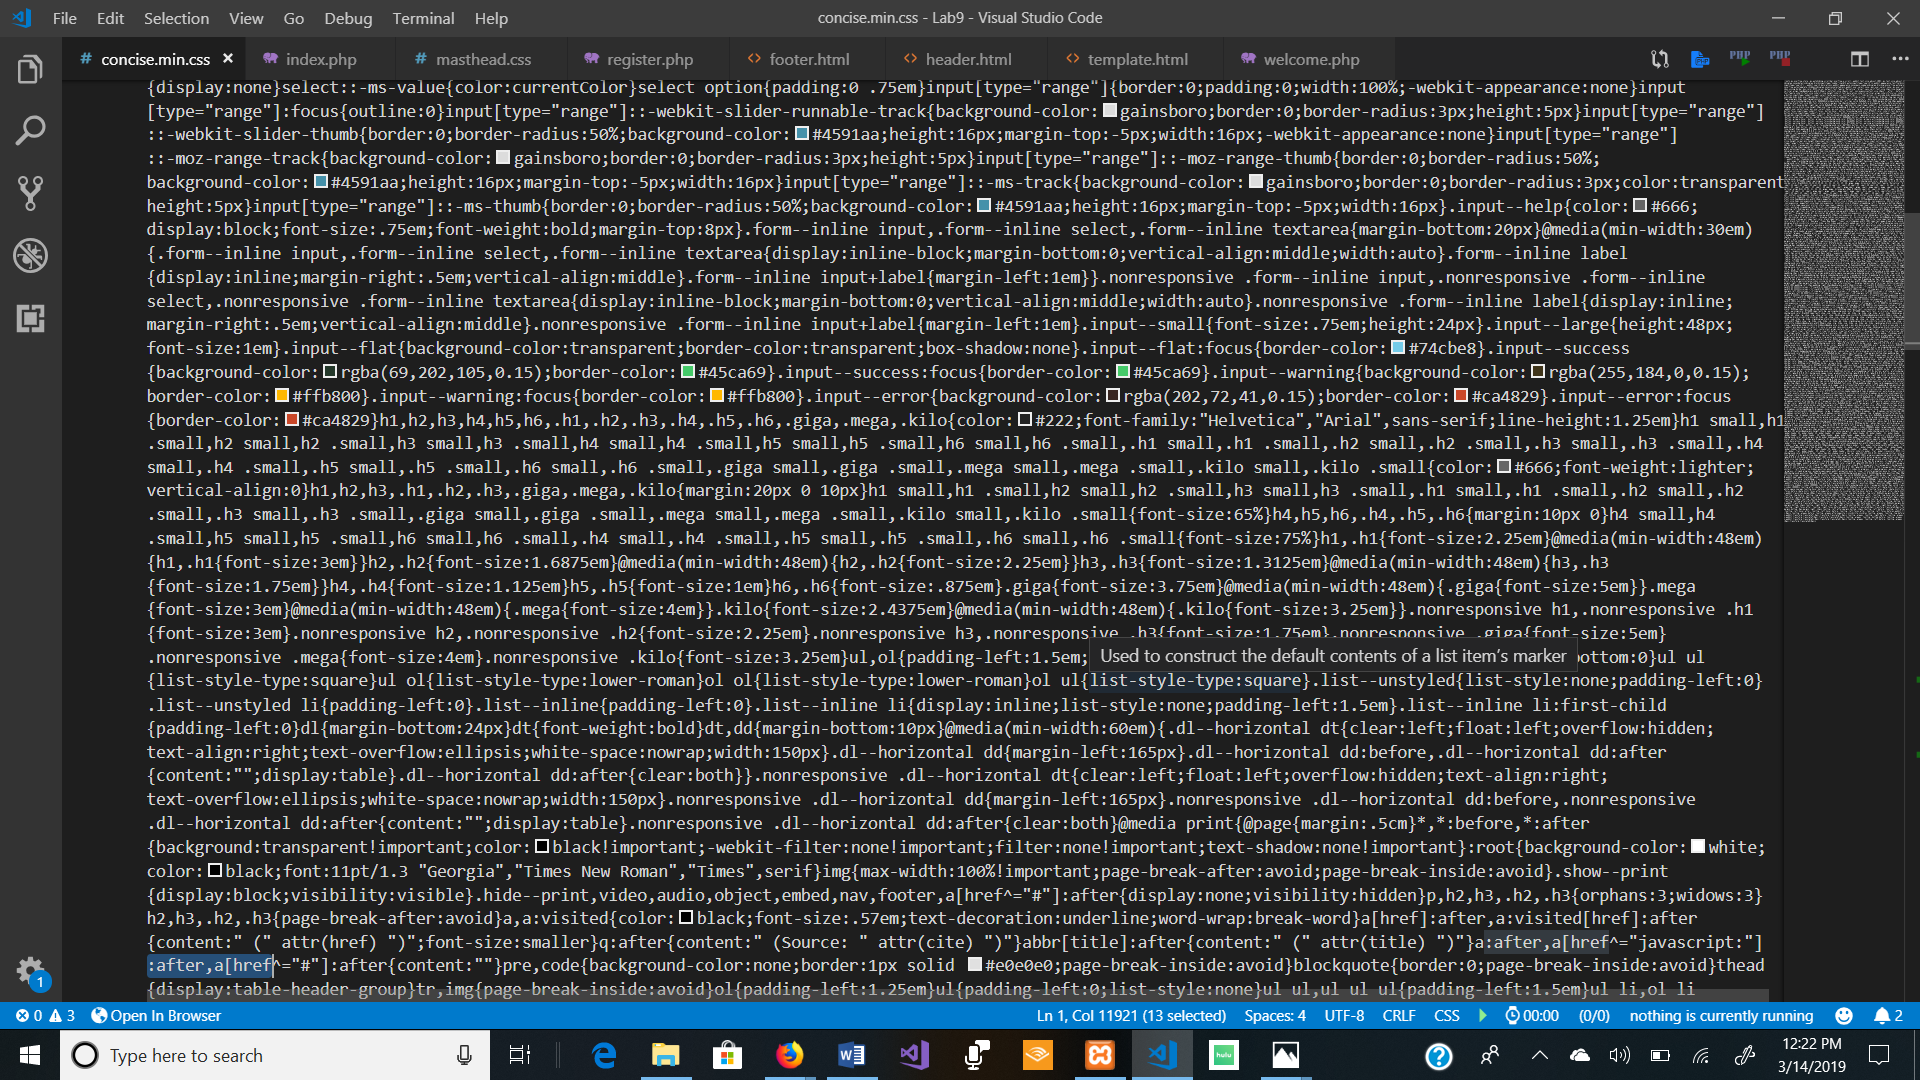 File Edit Selection View Go Debug Terminal Help
concise.min.css - Lab9 - Visual Studio Code
# concise.min.css ×
index.php
# masthead.css
register.php
<> footer.html
<> header.html
<> template.html
welcome.php
PHP PHP
{display:none}select::-ms-value{color:currentColor}select option{padding:0 .75em}input[type="range"]{border:0;padding:0;width:100%;-webkit-appearance:none}input
[type="range"]:focus{outline:0}input[type="range"]::-webkit-slider-runnable-track{background-color:gainsboro;border:0;border-radius:3px;height:5px}input[type="range"]
::-webkit-slider-thumb{border:0;border-radius:50%;background-color:#4591aa;height:16px;margin-top:-5px;width:16px;-webkit-appearance:none}input[type="range"]
::-moz-range-track{background-color:gainsboro;border:0;border-radius:3px;height:5px}input[type="range"]::-moz-range-thumb{border:0;border-radius:50%;
background-color:#4591aa;height:16px;margin-top:-5px;width:16px}input[type="range"]::-ms-track{background-color:gainsboro;border:0;border-radius:3px;color:transparent
height:5px}input[type="range"]::-ms-thumb{border:0;border-radius:50%;background-color:#4591aa;height:16px;margin-top:-5px;width:16px}.input--help{color:#666;
display:block;font-size:.75em;font-weight:bold;margin-top:8px}.form--inline input,.form--inline select,.form--inline textarea{margin-bottom:20px}@media(min-width:30em)
{.form--inline input,.form--inline select,.form--inline textarea{display:inline-block;margin-bottom:0;vertical-align:middle;width:auto}.form--inline label
{display:inline;margin-right:.5em;vertical-align:middle}.form--inline input+label{margin-left:1em}}.nonresponsive .form--inline input,.nonresponsive .form--inline
select,.nonresponsive .form--inline textarea{display:inline-block;margin-bottom:0;vertical-align:middle;width:auto}.nonresponsive .form--inline label{display:inline;
margin-right:.5em;vertical-align:middle}.nonresponsive .form--inline input+label{margin-left:1em}.input--small{font-size:.75em;height:24px}.input--large{height:48px;
font-size:1em}.input--flat{background-color:transparent;border-color:transparent;box-shadow:none}.input--flat:focus{border-color:#74cbe8}.input--success
{background-color:rgba(69,202,105,0.15);border-color:#45ca69}.input--success:focus{border-color:#45ca69}.input--warning{background-color:rgba(255,184,0,0.15);
border-color:#ffb800}.input--warning:focus{border-color:#ffb800}.input--error{background-color:rgba(202,72,41,0.15);border-color:#ca4829}.input--error:focus
{border-color:#ca4829}h1,h2,h3,h4,h5,h6,.h1,.h2,.h3,.h4,.h5,.h6,.giga,.mega,.kilo{color:#222;font-family:"Helvetica","Arial",sans-serif;line-height:1.25em}h1 small,h1
.small,h2 small,h2 .small,h3 small,h3 .small,h4 small,h4 .small,h5 small,h5 .small,h6 small,h6 .small,.h1 small,.h1 .small,.h2 small,.h2 .small,.h3 small,.h3 .small,.h4
small,.h4 .small,.h5 small,.h5 .small,.h6 small,.h6 .small,.giga small,.giga .small,.mega small,.mega .small,.kilo small,.kilo .small{color:#666;font-weight:lighter;
vertical-align:0}h1,h2,h3,.h1,.h2,.h3,.giga,.mega,.kilo{margin:20px 0 10px}h1 small,h1 .small,h2 small,h2 .small,h3 small,h3 .small,.h1 small,.h1 .small,.h2 small,.h2
.small,.h3 small,.h3 .small,.giga small,.giga .small,.mega small,.mega .small,.kilo small,.kilo .small{font-size:65%}h4,h5,h6,.h4,.h5,.h6{margin:10px 0}h4 small,h4
.small,h5 small,h5 .small,h6 small,h6 .small,.h4 small,.h4 .small,.h5 small,.h5 .small,.h6 small,.h6 .small{font-size:75%}h1,.h1{font-size:2.25em}@media(min-width:48em)
{h1,.h1{font-size:3em}}h2,.h2{font-size:1.6875em}@media(min-width:48em){h2,.h2{font-size:2.25em}}h3,.h3{font-size:1.3125em}@media(min-width:48em){h3,.h3
{font-size:1.75em}}h4,.h4{font-size:1.125em}h5,.h5{font-size:1em}h6,.h6{font-size:.875em}.giga{font-size:3.75em}@media(min-width:48em){.giga{font-size:5em}}.mega
{font-size:3em}@media(min-width:48em){.mega{font-size:4em}}.kilo{font-size:2.4375em}@media(min-width:48em){.kilo{font-size:3.25em}}.nonresponsive h1,.nonresponsive .h1
{font-size:3em}.nonresponsive h2,.nonresponsive .h2{font-size:2.25em}.nonresponsive h3,.nonresponsive .h3{font-size:1.75em}.nonresponsive .giga{font-size:5em}
.nonresponsive .mega{font-size:4em}.nonresponsive .kilo{font-size:3.25em}ul,ol{padding-left:1.5em; Used to construct the default contents of a list item's marker ottom:0}ul ul
{list-style-type:square}ul ol{list-style-type:lower-roman}ol ol{list-style-type:lower-roman}ol ul{list-style-type:square}.list--unstyled{list-style:none;padding-left:0}
.list--unstyled li{padding-left:0}.list--inline{padding-left:0}.list--inline li{display:inline;list-style:none;padding-left:1.5em}.list--inline li:first-child
{padding-left:0}dl{margin-bottom:24px}dt{font-weight:bold}dt,dd{margin-bottom:10px}@media(min-width:60em){.dl--horizontal dt{clear:left;float:left;overflow:hidden;
text-align:right;text-overflow:ellipsis;white-space:nowrap;width:150px}.dl--horizontal dd{margin-left:165px}.dl--horizontal dd:before,.dl--horizontal dd:after
{content:"";display:table}.dl--horizontal dd:after{clear:both}}.nonresponsive .dl--horizontal dt{clear:left;float:left;overflow:hidden;text-align:right;
text-overflow:ellipsis;white-space:nowrap;width:150px}.nonresponsive .dl--horizontal dd{margin-left:165px}.nonresponsive .dl--horizontal dd:before,.nonresponsive
.dl--horizontal dd:after{content:"";display:table}.nonresponsive .dl--horizontal dd:after{clear:both}@media print{@page{margin:.5cm}*,*:before,*:after
{background:transparent!important;color:black!important;-webkit-filter:none!important;filter:none!important;text-shadow:none!important}:root{background-color:white;
color:black;font:11pt/1.3 "Georgia","Times New Roman","Times",serif}img{max-width:100%!important;page-break-after:avoid;page-break-inside:avoid}.show--print
{display:block;visibility:visible}.hide--print,video,audio,object,embed,nav,footer,a[href^="#"]:after{display:none;visibility:hidden}p,h2,h3,.h2,.h3{orphans:3;widows:3}
h2,h3,.h2,.h3{page-break-after:avoid}a,a:visited{color:black;font-size:.57em;text-decoration:underline;word-wrap:break-word}a[href]:after,a:visited[href]:after
{content:" (" attr(href) ")";font-size:smaller}q:after{content:" (Source: " attr(cite) ")"}abbr[title]:after{content:" (" attr(title) ")"}a:after,a[href^="javascript:"]
:after,a[href^="#"]:after{content:""}pre,code{background-color:none;border:1px solid #e0e0e0;page-break-inside:avoid}blockquote{border:0;page-break-inside:avoid}thead
{display:table-header-group}tr,img{page-break-inside:avoid}ol{padding-left:1.25em}ul{padding-left:0;list-style:none}ul ul,ul ul ul{padding-left:1.5em}ul li,ol li
1
0 3 Open In Browser Ln 1, Col 11921 (13 selected) Spaces: 4 UTF-8 CRLF CSS 00:00 (0/0) nothing is currently running 2
Type here to search
hulu
12:22 PM
3/14/2019